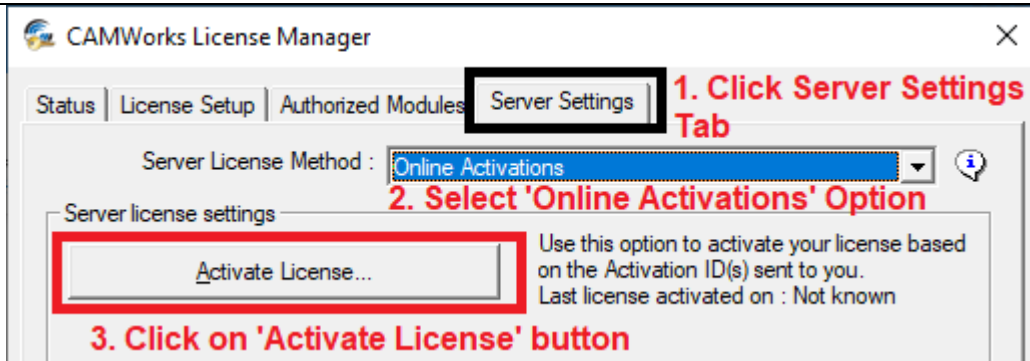 CAMWorks License Manager
Status License Setup Authorized Modules Server Settings
1. Click Server Settings
Tab
Server License Method : Online Activations
2. Select 'Online Activations' Option
Server license settings
Activate License...
Use this option to activate your license based
on the Activation ID(s) sent to you.
Last license activated on : Not known
3. Click on 'Activate License' button